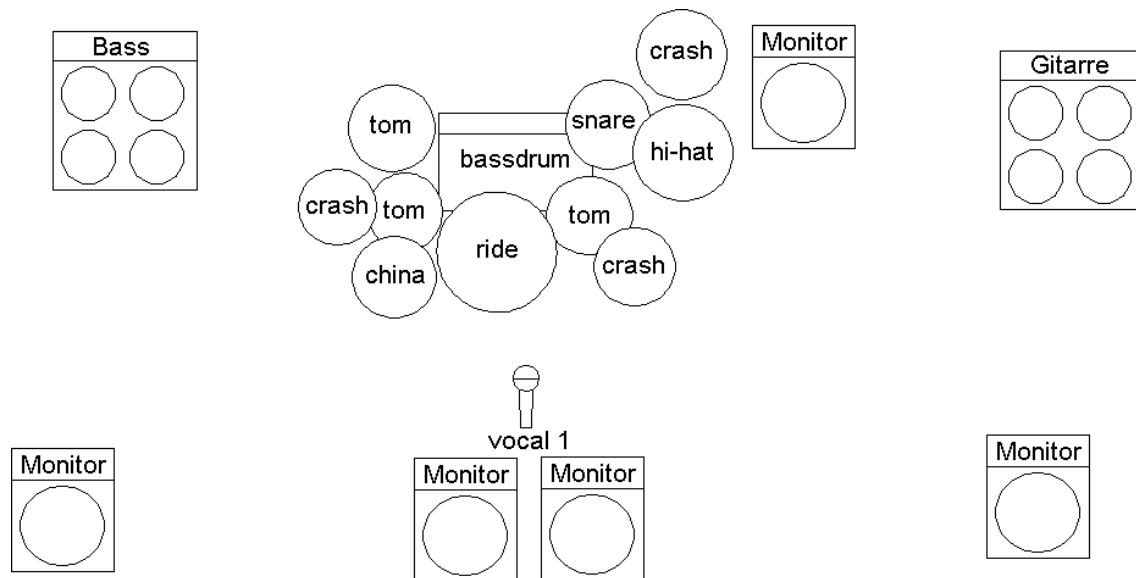 Bass
crash
Monitor
Gitarre
tom
snare
bassdrum
hi-hat
crash
tom
tom
ride
china
crash
vocal 1
Monitor
Monitor
Monitor
Monitor